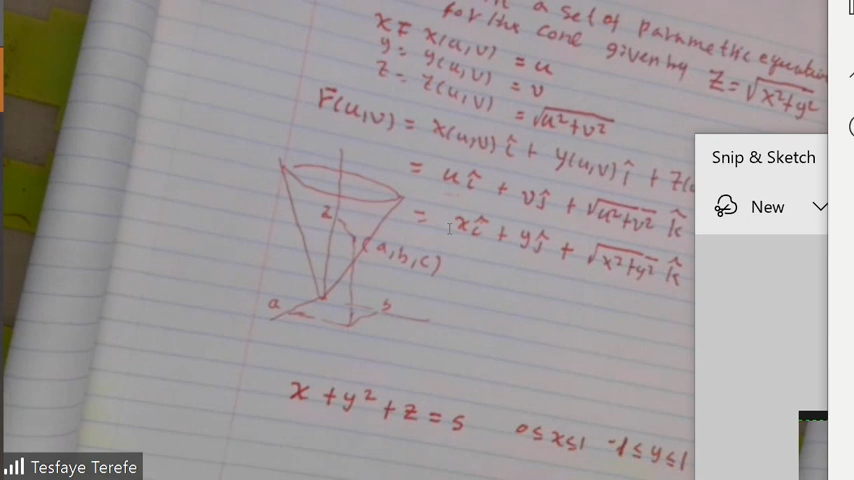 a set of parametric equation
for the cone given by Z=√x²+y²
x = x(u,v) = u
y = y(u,v) = v
z = z(u,v) = √u²+v²
r(u,v) = x(u,v) î + y(u,v) ĵ + z(u
= u î + v ĵ + √u²+v² k̂
= x î + y ĵ + √x²+y² k̂
z
(a,b,c)
a
b
x + y² + z = 5 0≤x≤1 -1≤y≤1
Snip & Sketch
New
Tesfaye Terefe